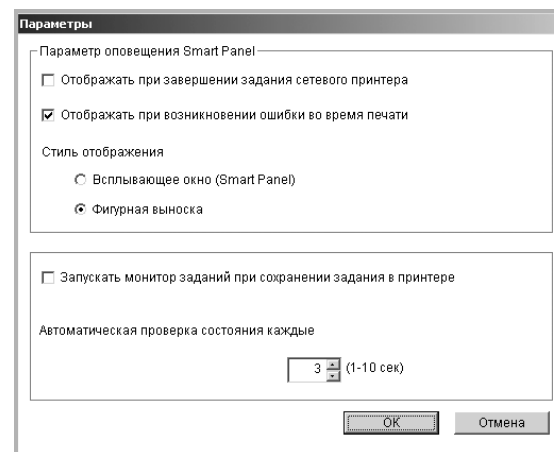 Параметры
Параметр оповещения Smart Panel
Отображать при завершении задания сетевого принтера
Отображать при возникновении ошибки во время печати
Стиль отображения
Всплывающее окно (Smart Panel)
Фигурная выноска
Запускать монитор заданий при сохранении задания в принтере
Автоматическая проверка состояния каждые
3 (1-10 сек)
OK Отмена